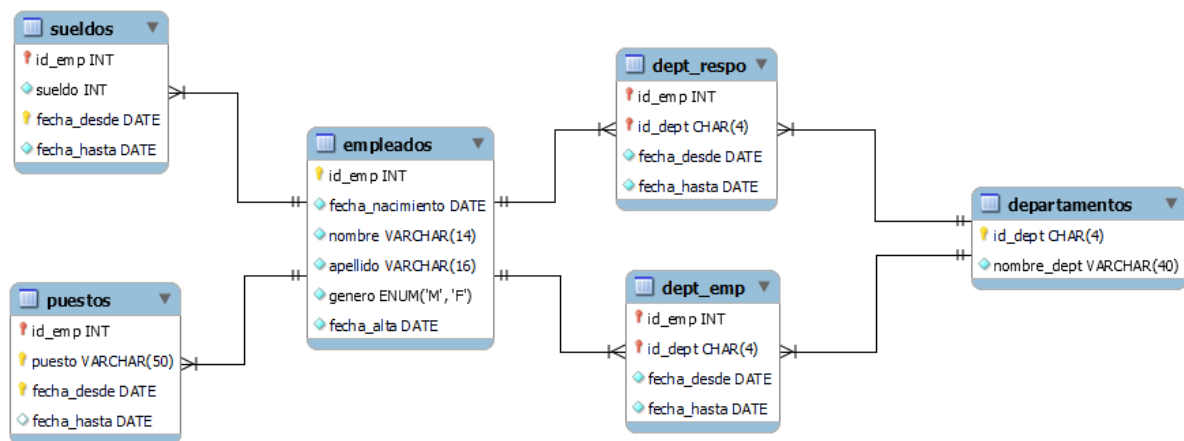 sueldos
id_emp INT
sueldo INT
fecha_desde DATE
fecha_hasta DATE
puestos
id_emp INT
puesto VARCHAR(50)
fecha_desde DATE
fecha_hasta DATE
empleados
id_emp INT
fecha_nacimiento DATE
nombre VARCHAR(14)
apellido VARCHAR(16)
genero ENUM('M', 'F')
fecha_alta DATE
dept_respo
id_emp INT
id_dept CHAR(4)
fecha_desde DATE
fecha_hasta DATE
dept_emp
id_emp INT
id_dept CHAR(4)
fecha_desde DATE
fecha_hasta DATE
departamentos
id_dept CHAR(4)
nombre_dept VARCHAR(40)